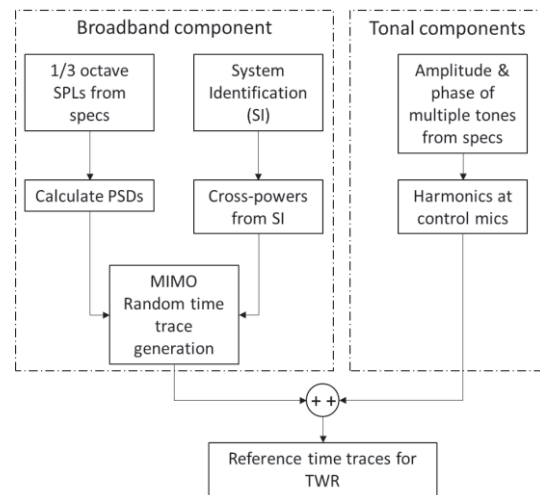 Broadband component
1/3 octave
SPLs from
specs
System
Identification
(SI)
Calculate PSDs
Cross-powers
from SI
MIMO
Random time
trace
generation
Tonal components
Amplitude &
phase of
multiple tones
from specs
Harmonics at
control mics
+ +
Reference time traces for
TWR